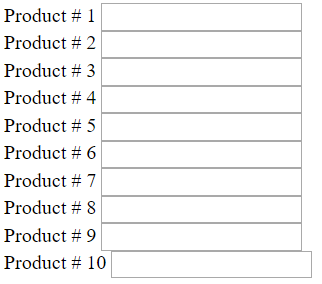 Product # 1
Product # 2
Product # 3
Product # 4
Product # 5
Product # 6
Product # 7
Product # 8
Product # 9
Product # 10